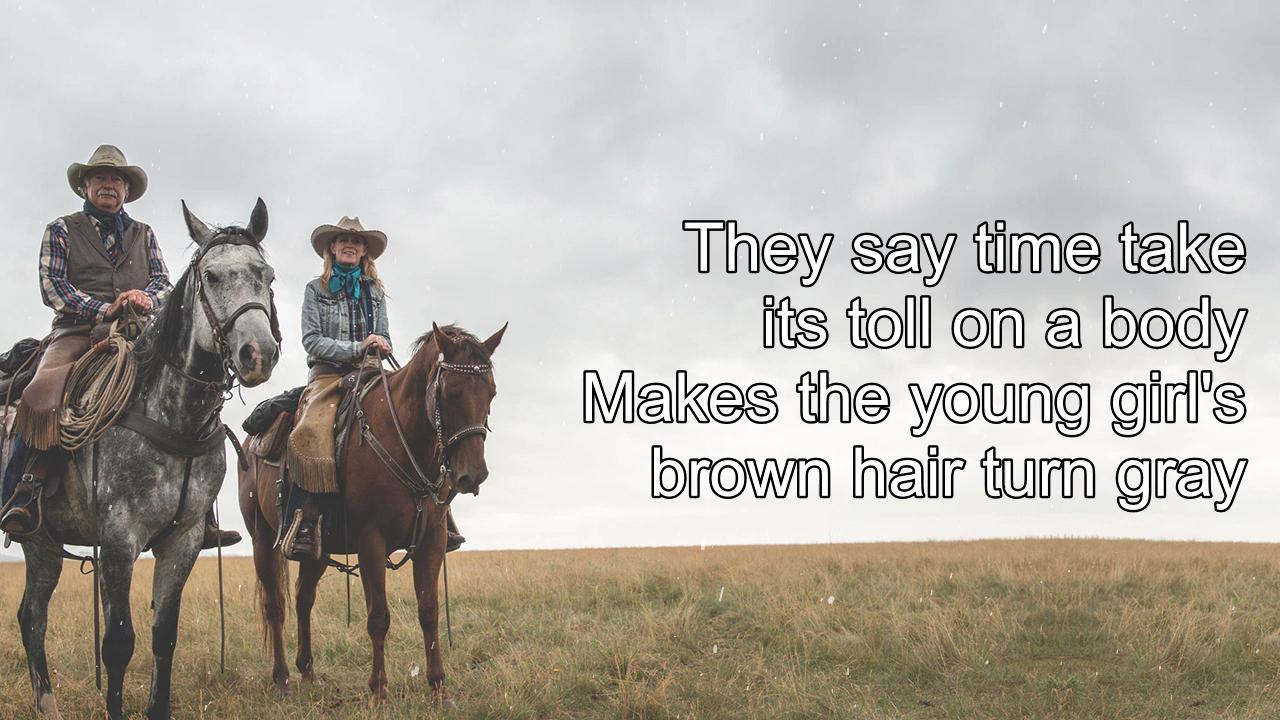 They say time take
its toll on a body
Makes the young girl's
brown hair turn gray